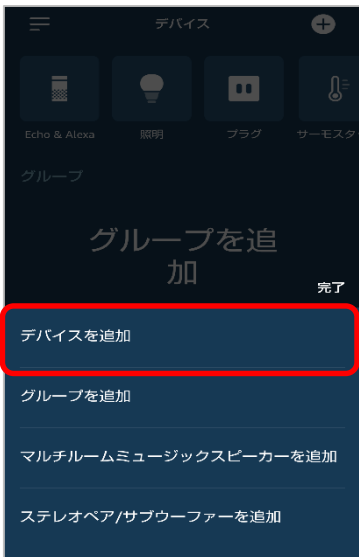 デバイス
Echo & Alexa 照明 プラグ サーモスタ
グループ
グループを追
加
完了
デバイスを追加
グループを追加
マルチルームミュージックスピーカーを追加
ステレオペア/サブウーファーを追加